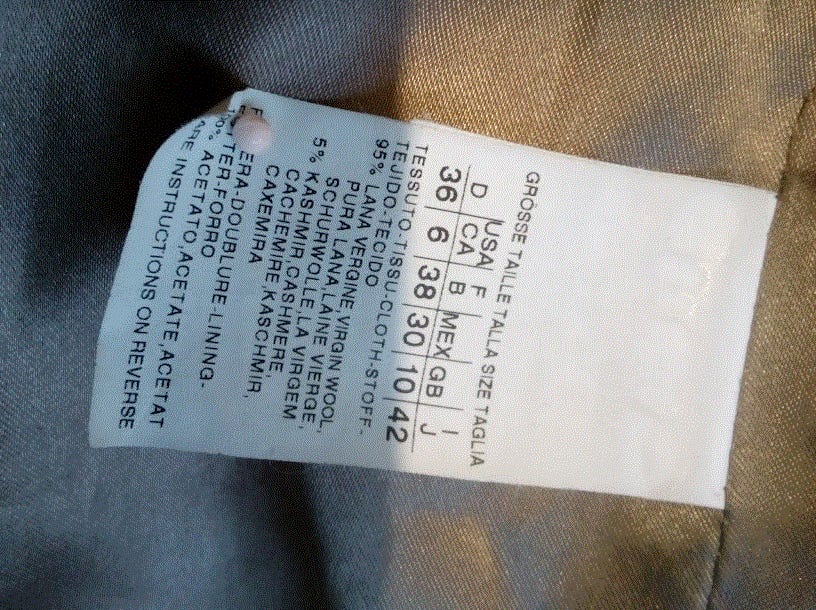 GRÖSSE TAILLE TALLA SIZE TAGLIA
D USA F MEX GB I
CA B J
36 6 38 30 10 42
TESSUTO-TISSU-CLOTH-STOFF-
TEJIDO-TECIDO
95% LANA VERGINE,VIRGIN WOOL,
PURA LANA,LAINE VIERGE,
SCHURWOLLE,LA VIRGEM
5% KASHMIR,CASHMERE,
CACHEMIRE,KASCHMIR,
CAXEMIRA
ERA-DOUBLURE-LINING-
TER-FORRO
ACETATO,ACETATE,ACETAT
INSTRUCTIONS ON REVERSE